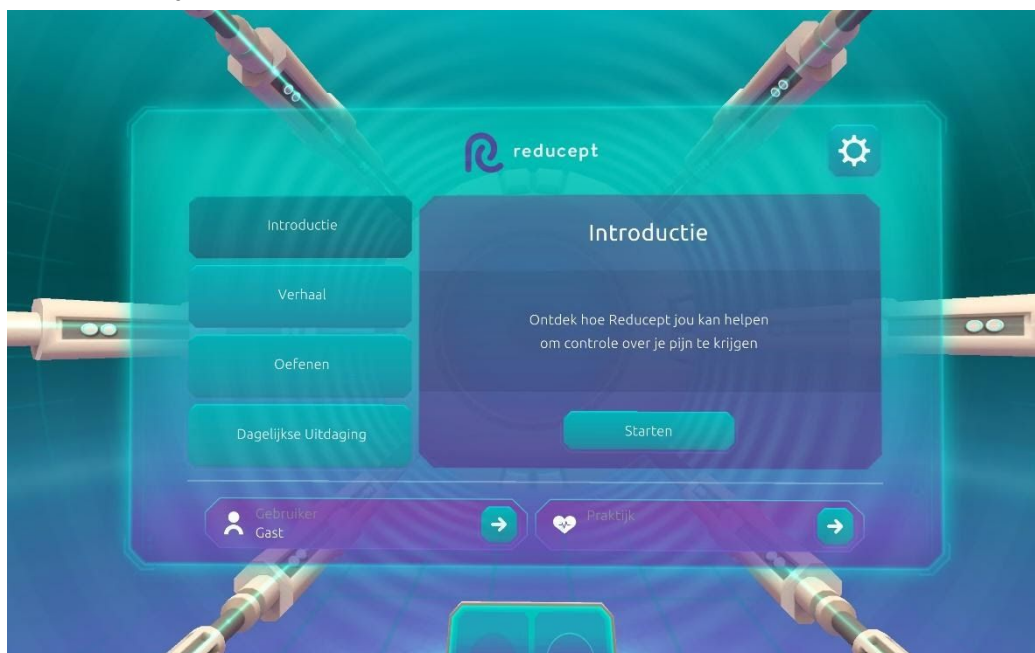 reducept
Introductie
Verhaal
Oefenen
Dagelijkse Uitdaging
Introductie
Ontdek hoe Reducept jou kan helpen
om controle over je pijn te krijgen
Starten
Gebruiker
Gast
Praktijk